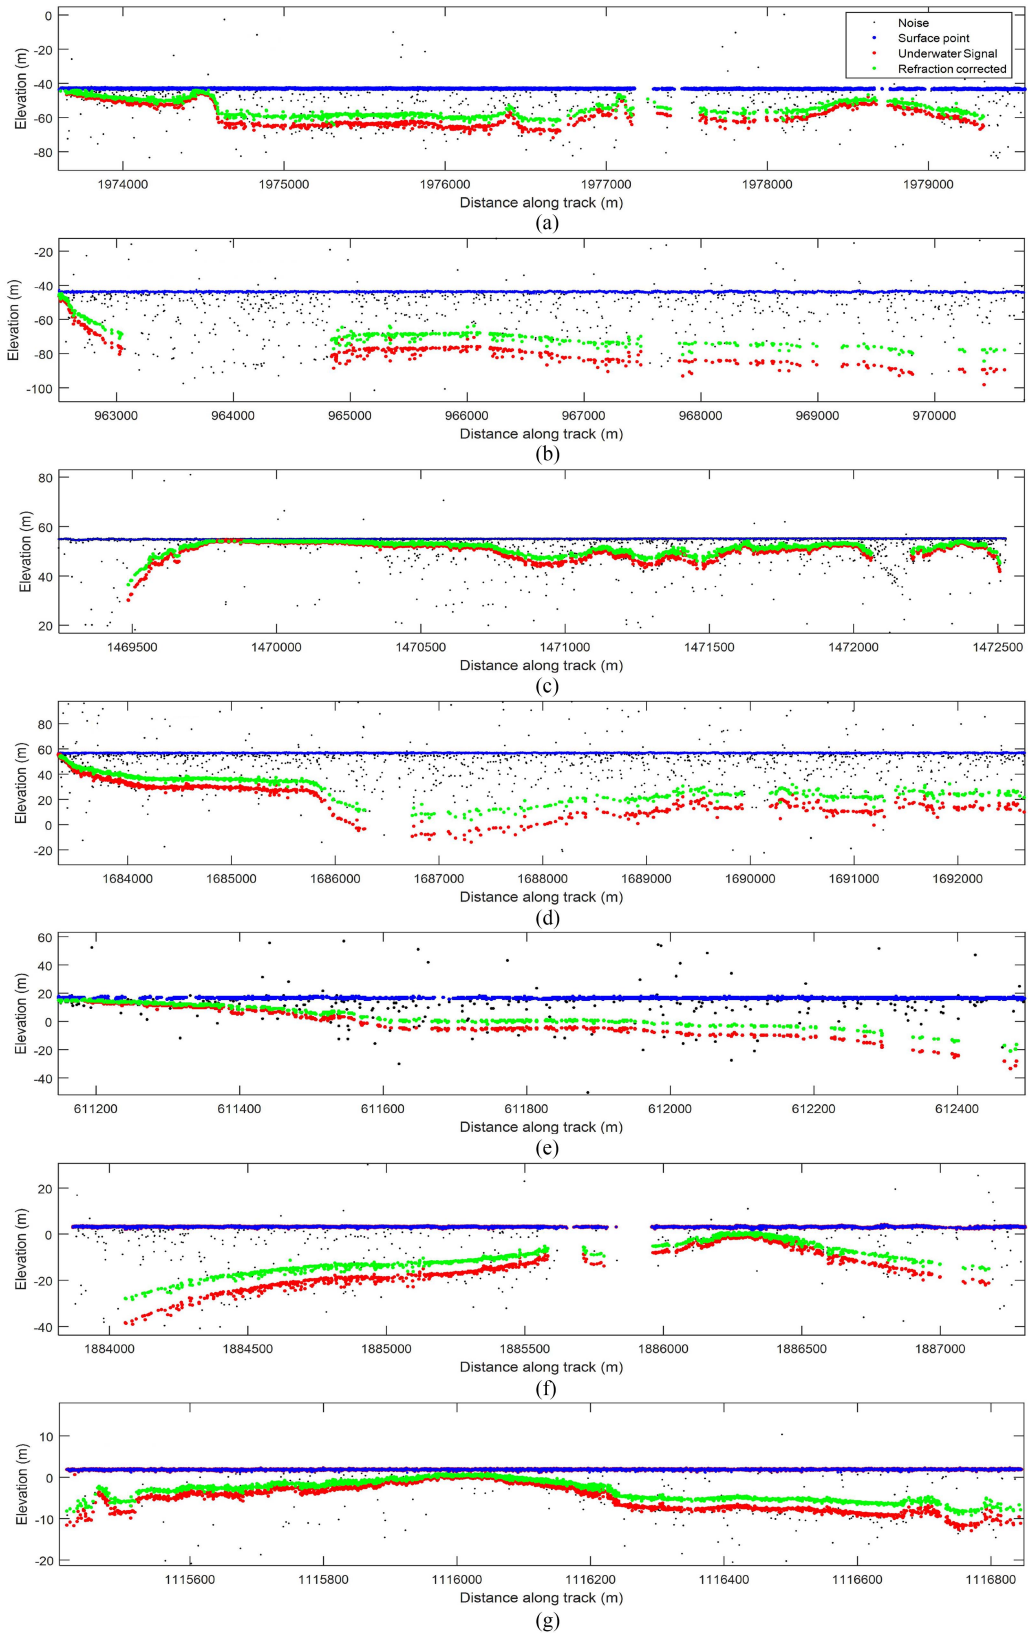 Elevation (m)
0
-20
-40
-60
-80
Noise
Surface point
Underwater Signal
Refraction corrected
1974000 1975000 1976000 1977000 1978000 1979000
Distance along track (m)
(a)
Elevation (m)
-20
-40
-60
-80
-100
963000 964000 965000 966000 967000 968000 969000 970000
Distance along track (m)
(b)
Elevation (m)
80
60
40
20
1469500 1470000 1470500 1471000 1471500 1472000 1472500
Distance along track (m)
(c)
Elevation (m)
80
60
40
20
0
-20
1684000 1685000 1686000 1687000 1688000 1689000 1690000 1691000 1692000
Distance along track (m)
(d)
Elevation (m)
60
40
20
0
-20
-40
611200 611400 611600 611800 612000 612200 612400
Distance along track (m)
(e)
Elevation (m)
20
0
-20
-40
1884000 1884500 1885000 1885500 1886000 1886500 1887000
Distance along track (m)
(f)
Elevation (m)
10
0
-10
-20
1115600 1115800 1116000 1116200 1116400 1116600 1116800
Distance along track (m)
(g)